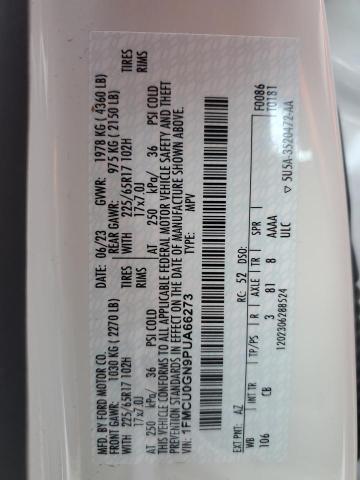 MFD. BY FORD MOTOR CO.
06/23 GVWR: 1978 KG ( 4360 LB)
FRONT GAWR: 1030 KG (2270 LB) REAR GAWR: 975 KG ( 2150 LB)
WITH 225/65R17 102H TIRES WITH 225/65R17 102H TIRES
17x7.0J RIMS 17x7.0J RIMS
AT 250 kPa/ 36 PSI COLD AT 250 kPa/ 36 PSI COLD
THIS VEHICLE CONFORMS TO ALL APPLICABLE FEDERAL MOTOR VEHICLE SAFETY AND THEFT
PREVENTION STANDARDS IN EFFECT ON THE DATE OF MANUFACTURE SHOWN ABOVE.
VIN: 1FMCU0GN9PUA66273 TYPE: MPV
F0086
T0181
EXT PNT: AZ RC: 52 DSO:
WB INT TR TP/PS R AXLE TR SPR
106 CB 3 81 8 AAAA
ULC
1202306288524 ▽ 5U5A-3520472-AA